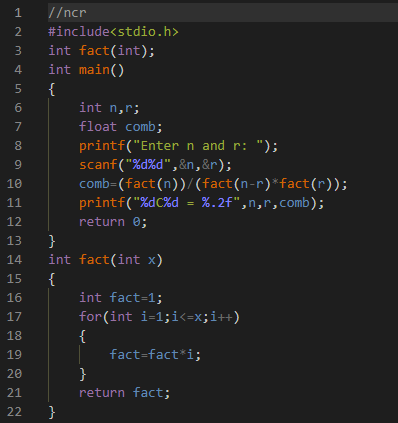 1 //ncr
2 #include<stdio.h>
3 int fact(int);
4 int main()
5 {
6     int n,r;
7     float comb;
8     printf("Enter n and r: ");
9     scanf("%d%d",&n,&r);
10     comb=(fact(n))/(fact(n-r)*fact(r));
11     printf("%dC%d = %.2f",n,r,comb);
12     return 0;
13 }
14 int fact(int x)
15 {
16     int fact=1;
17     for(int i=1;i<=x;i++)
18     {
19         fact=fact*i;
20     }
21     return fact;
22 }